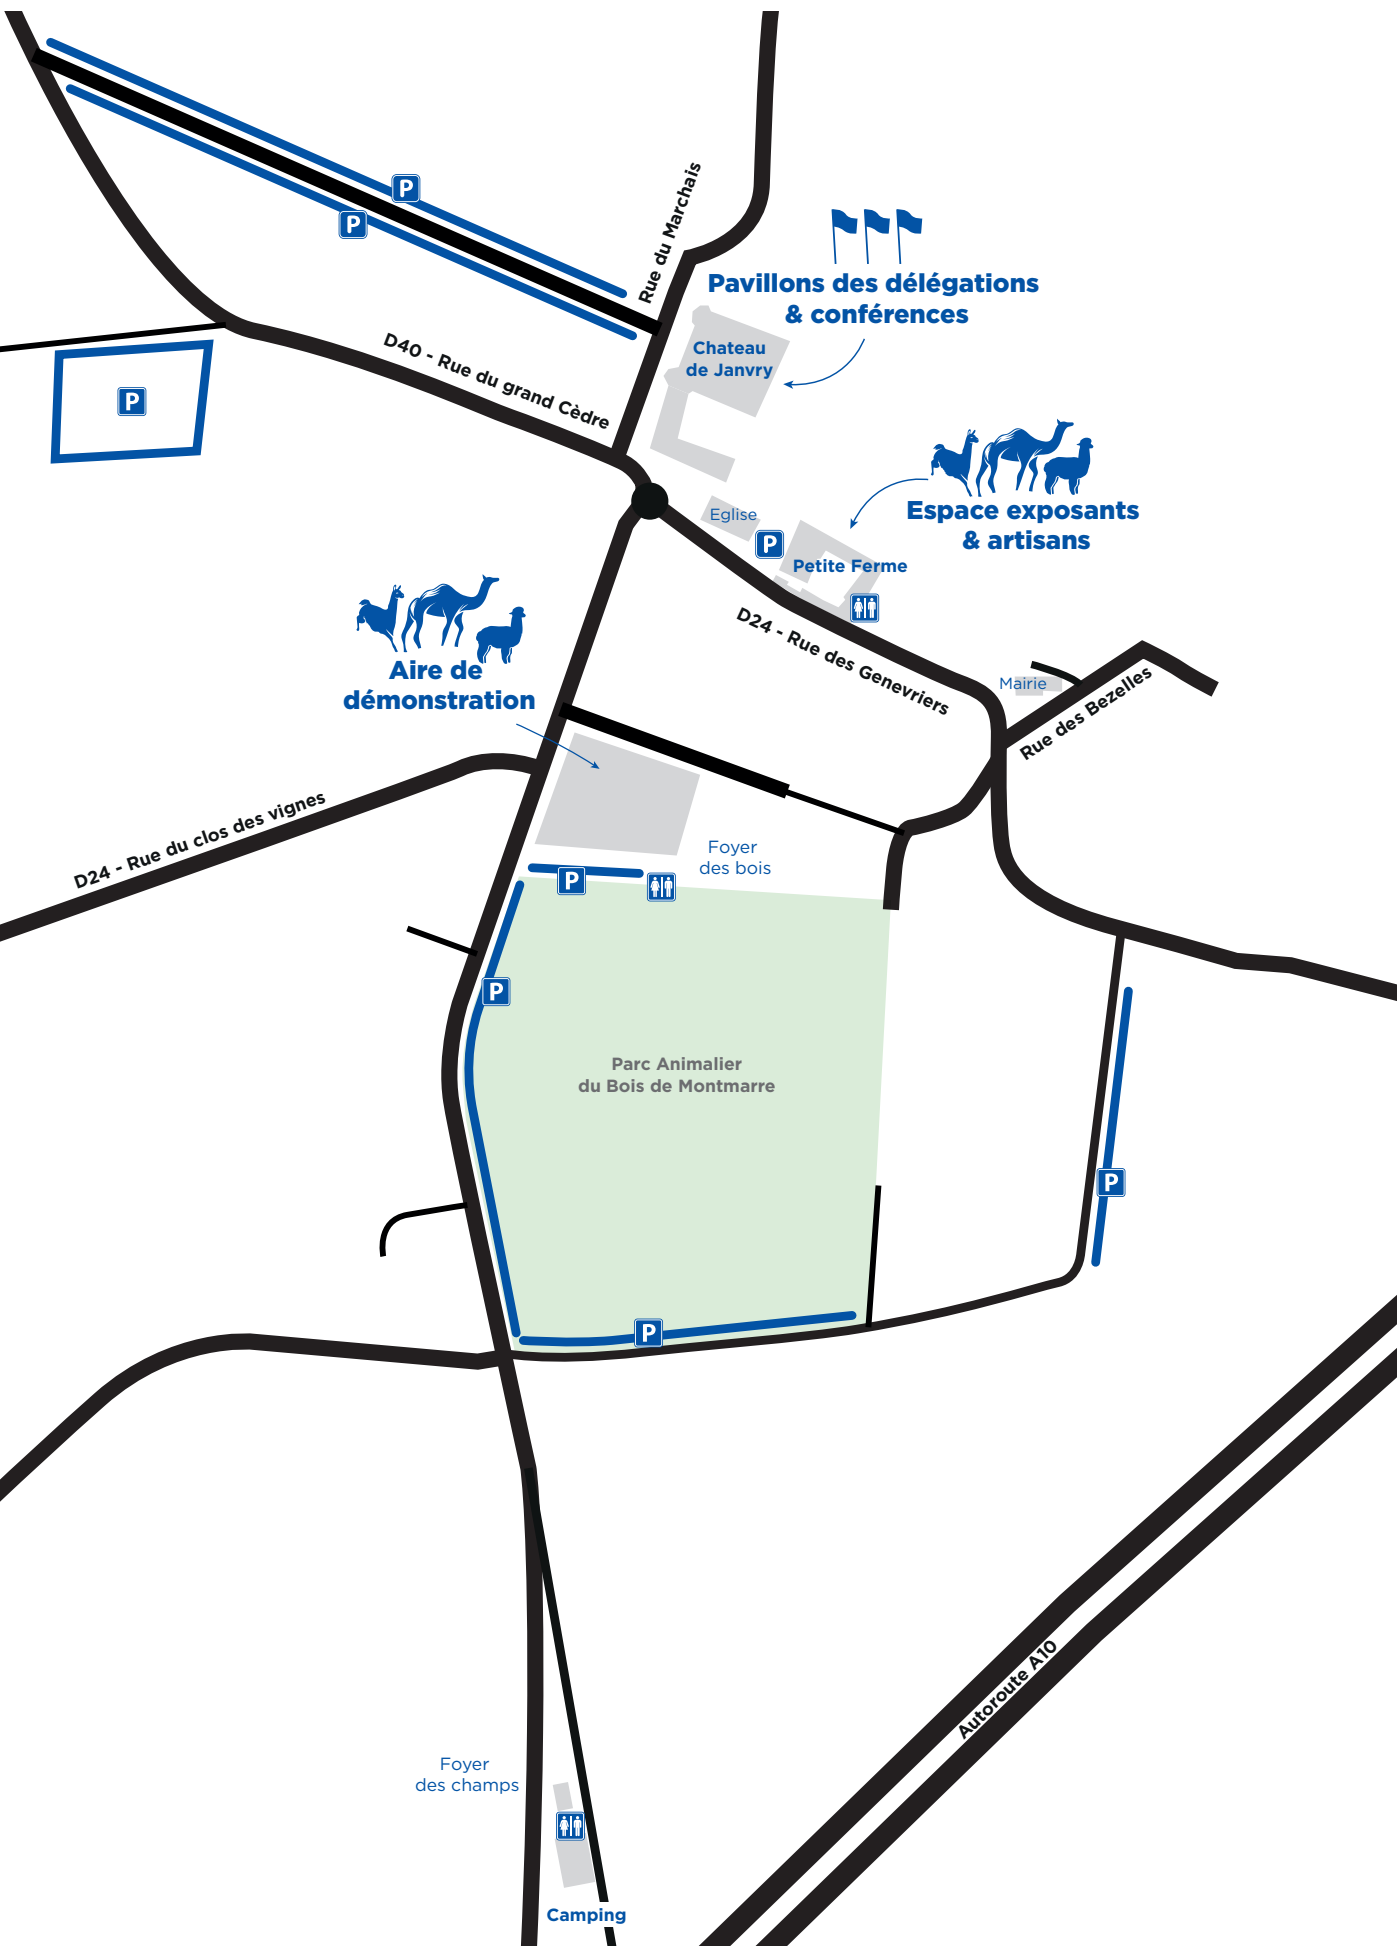 P
P
Rue du Marchais
Pavillons des délégations
& conférences
Chateau
de Janvry
D40 - Rue du grand Cèdre
P
Espace exposants
& artisans
Eglise
P
Petite Ferme
D24 - Rue des Genevriers
Aire de
démonstration
Mairie
Rue des Bezelles
D24 - Rue du clos des vignes
Foyer
des bois
P
P
Parc Animalier
du Bois de Montmarre
P
P
Autoroute A10
Foyer
des champs
Camping